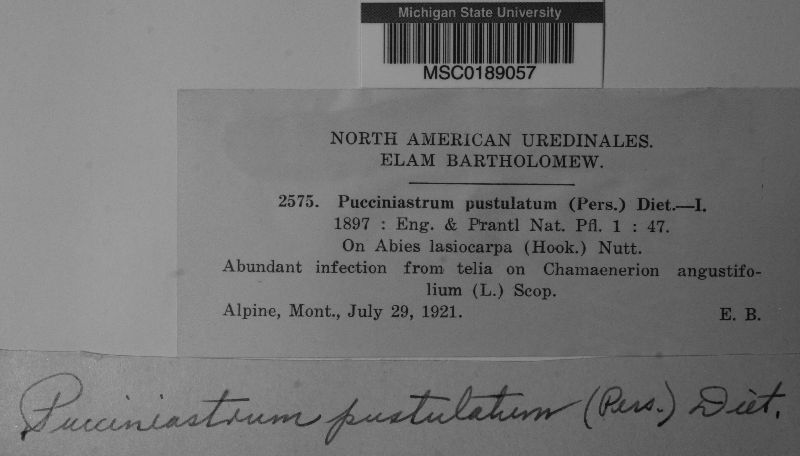 Michigan State University
MSC0189057
NORTH AMERICAN UREDINALES.
ELAM BARTHOLOMEW.
2575. Pucciniastrum pustulatum (Pers.) Diet.—I.
1897 : Eng. & Prantl Nat. Pfl. 1 : 47.
On Abies lasiocarpa (Hook.) Nutt.
Abundant infection from telia on Chamaenerion angustifo-
lium (L.) Scop.
Alpine, Mont., July 29, 1921. E. B.
Pucciniastrum pustulatum (Pers.) Diet.